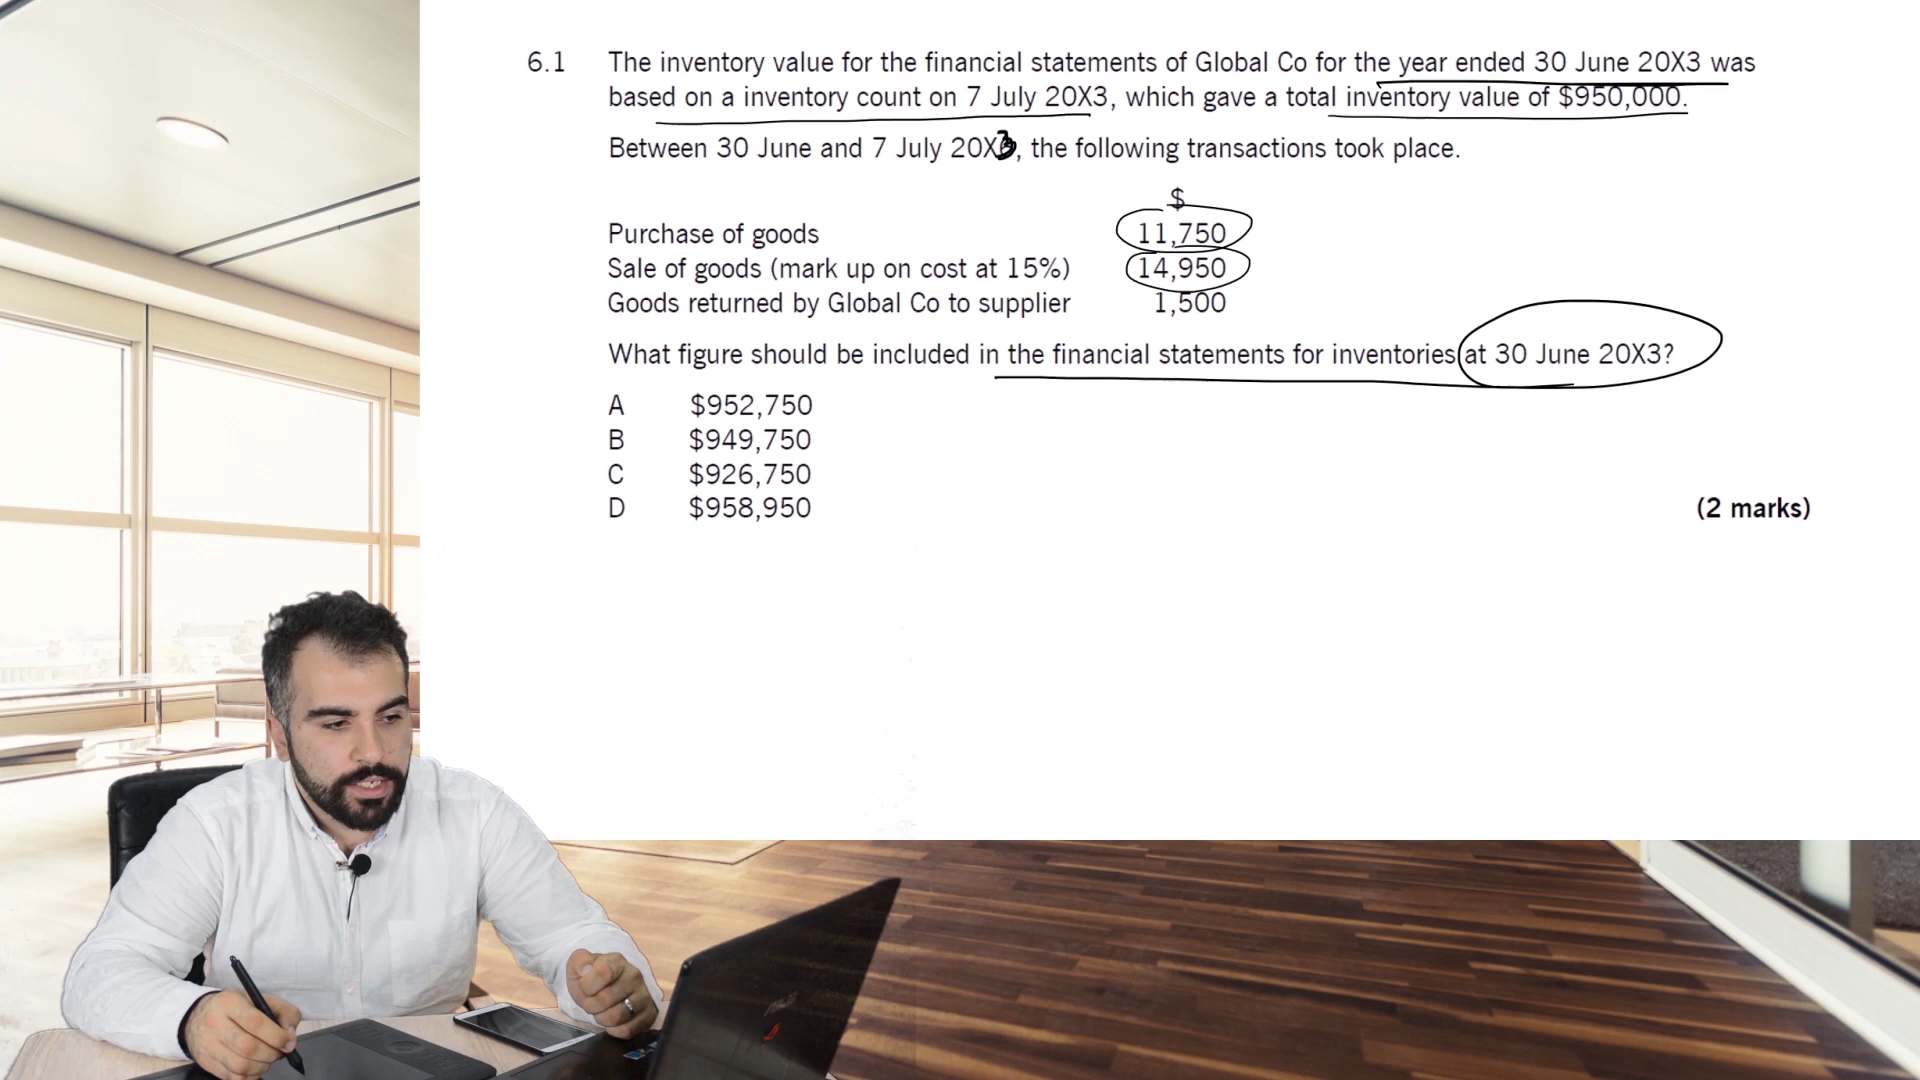 6.1 The inventory value for the financial statements of Global Co for the year ended 30 June 20X3 was
based on a inventory count on 7 July 20X3, which gave a total inventory value of $950,000.
Between 30 June and 7 July 20X3, the following transactions took place.
$
Purchase of goods 11,750
Sale of goods (mark up on cost at 15%) 14,950
Goods returned by Global Co to supplier 1,500
What figure should be included in the financial statements for inventories at 30 June 20X3?
A $952,750
B $949,750
C $926,750
D $958,950
(2 marks)